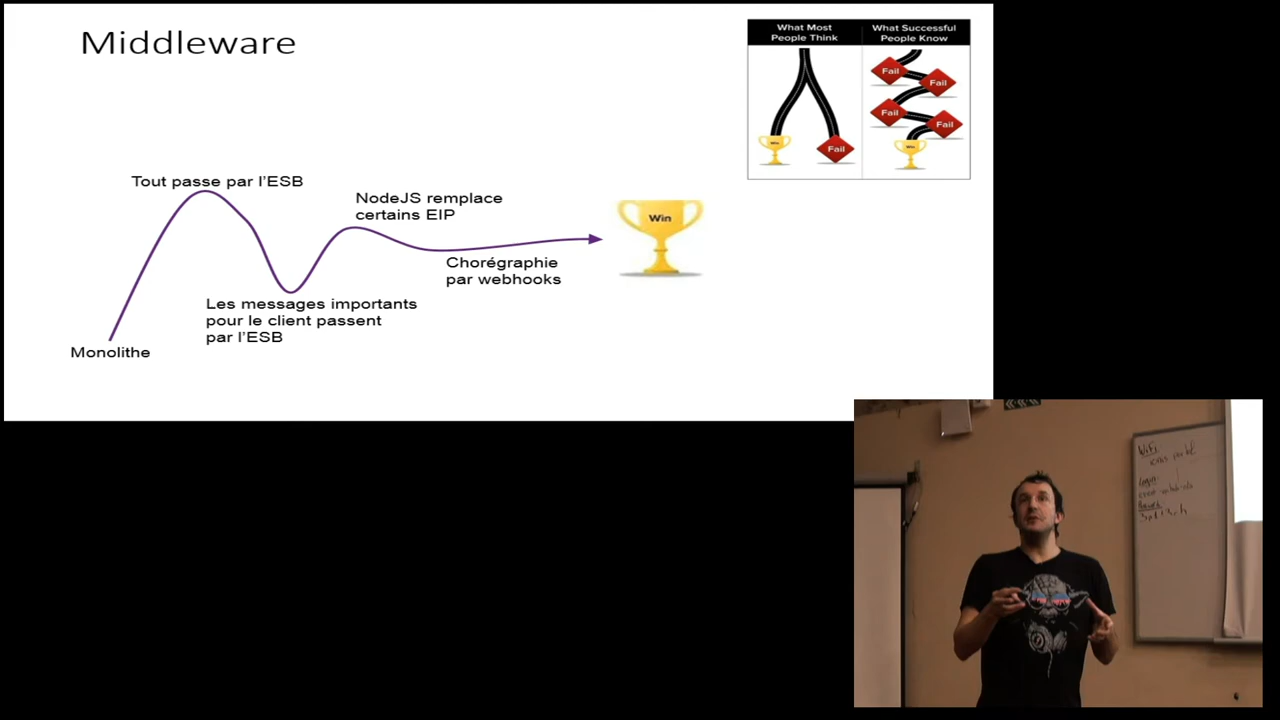 Middleware
What Most
People Think
What Successful
People Know
Fail
Fail
Fail
Fail
Win
Fail
Win
Tout passe par l'ESB
NodeJS remplace
certains EIP
Win
Chorégraphie
par webhooks
Les messages importants
pour le client passent
par l'ESB
Monolithe
WiFi
Login